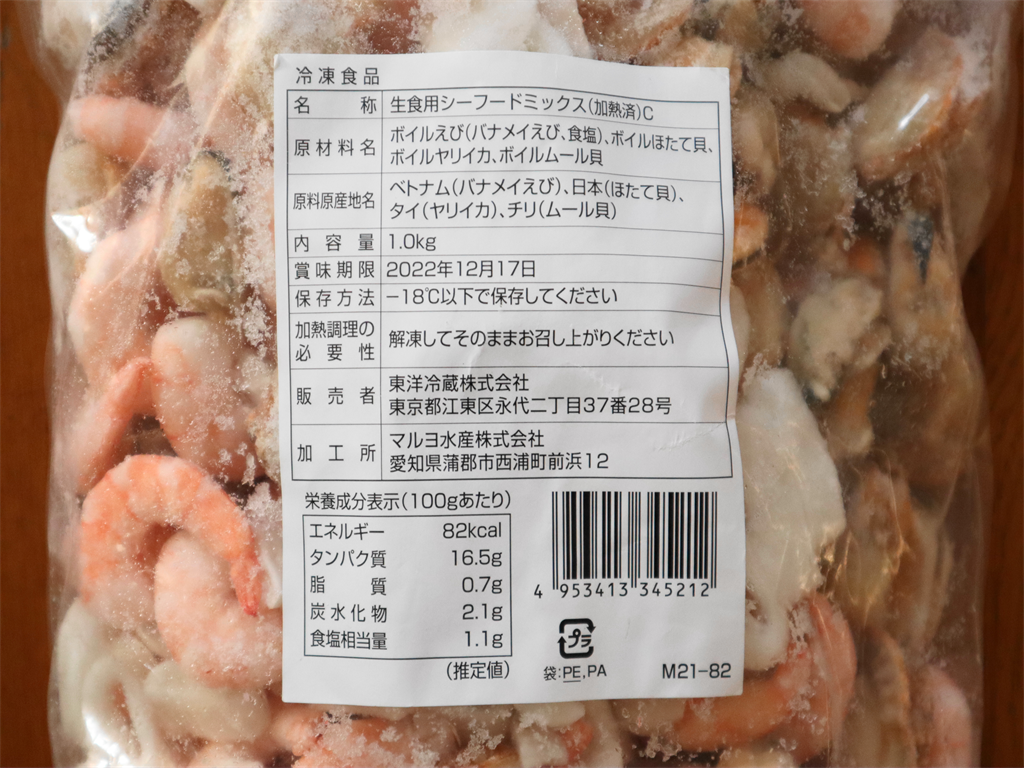 冷凍食品
名称 生食用シーフードミックス(加熱済)C
原材料名 ボイルえび(バナメイえび、食塩)、ボイルほたて貝、
ボイルヤリイカ、ボイルムール貝
原料原産地名 ベトナム(バナメイえび)、日本(ほたて貝)、
タイ(ヤリイカ)、チリ(ムール貝)
内容量 1.0kg
賞味期限 2022年12月17日
保存方法 −18℃以下で保存してください
加熱調理の
必要性 解凍してそのままお召し上がりください
販売者 東洋冷蔵株式会社
東京都江東区永代二丁目37番28号
加工所 マルヨ水産株式会社
愛知県蒲郡市西浦町前浜12
栄養成分表示(100gあたり)
エネルギー 82kcal
タンパク質 16.5g
脂質 0.7g
炭水化物 2.1g
食塩相当量 1.1g
(推定値)
4 953413 345212
プラ
袋:PE,PA
M21-82